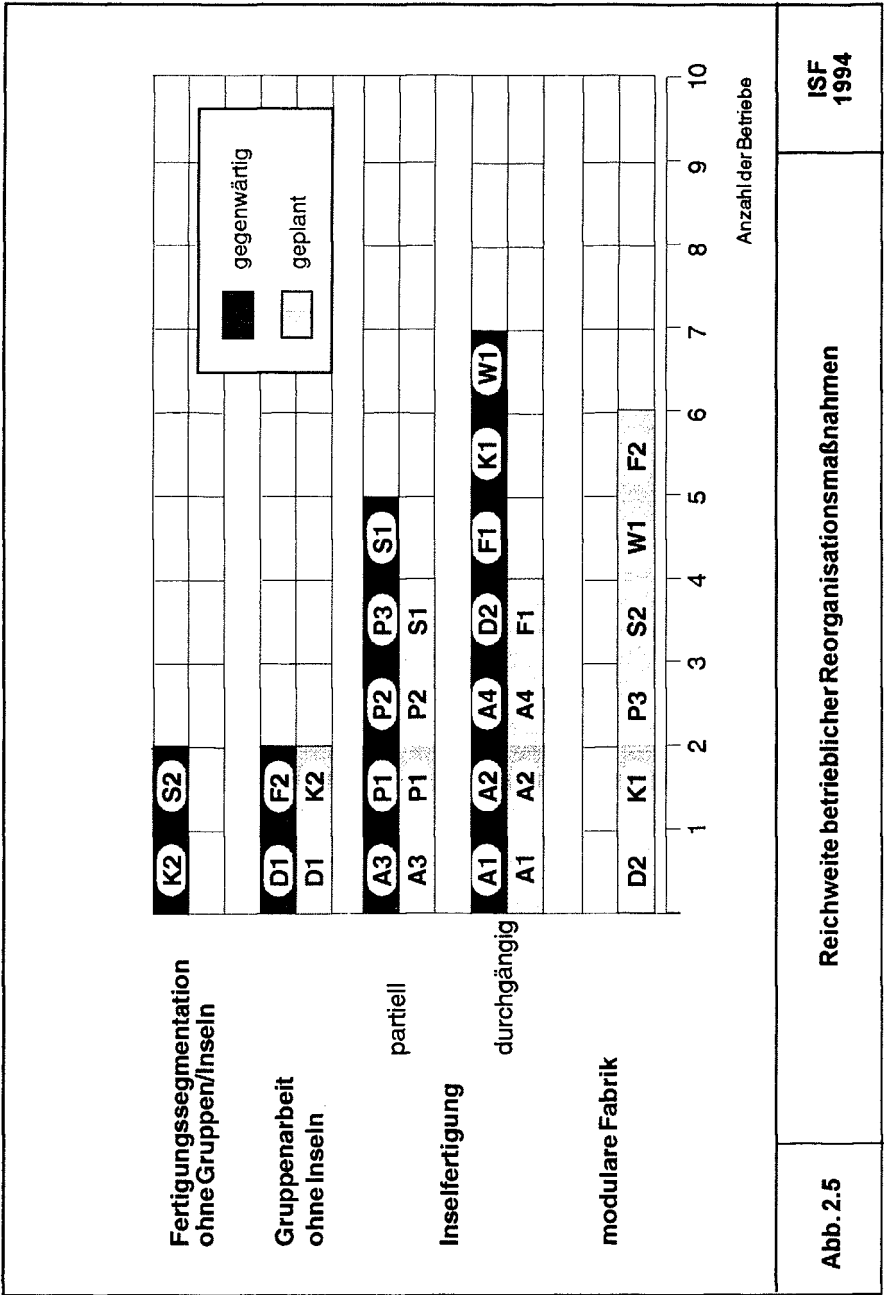 Fertigungssegmentation
ohne Gruppen/Inseln
K2 S2
Gruppenarbeit
ohne Inseln
D1 F2
D1 K2
Inselfertigung
partiell
A3 P1 P2 P3 S1
A3 P1 P2 S1
durchgängig
A1 A2 A4 D2 F1 K1 W1
A1 A2 A4 F1
modulare Fabrik
D2 K1 P3 S2 W1 F2
gegenwärtig
geplant
1 2 3 4 5 6 7 8 9 10
Anzahl der Betriebe
Abb. 2.5
Reichweite betrieblicher Reorganisationsmaßnahmen
ISF
1994